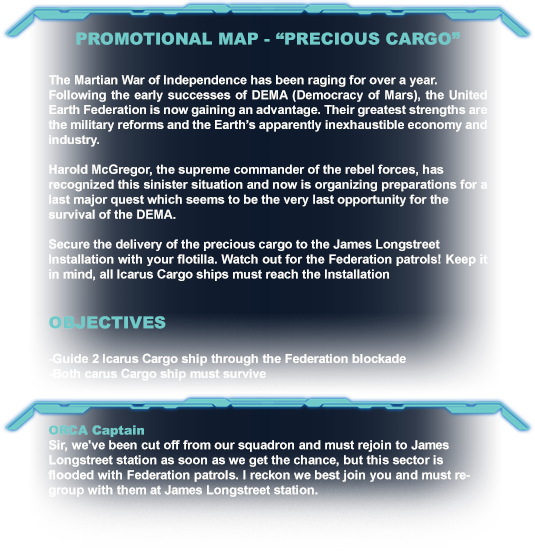 PROMOTIONAL MAP - “PRECIOUS CARGO”
The Martian War of Independence has been raging for over a year.
Following the early successes of DEMA (Democracy of Mars), the United
Earth Federation is now gaining an advantage. Their greatest strengths are
the military reforms and the Earth's apparently inexhaustible economy and
industry.
Harold McGregor, the supreme commander of the rebel forces, has
recognized this sinister situation and now is organizing preparations for a
last major quest which seems to be the very last opportunity for the
survival of the DEMA.
Secure the delivery of the precious cargo to the James Longstreet
Installation with your flotilla. Watch out for the Federation patrols! Keep it
in mind, all Icarus Cargo ships must reach the Installation
OBJECTIVES
-Guide 2 Icarus Cargo ship through the Federation blockade
-Both carus Cargo ship must survive
ORCA Captain
Sir, we've been cut off from our squadron and must rejoin to James
Longstreet station as soon as we get the chance, but this sector is
flooded with Federation patrols. I reckon we best join you and must re-
group with them at James Longstreet station.